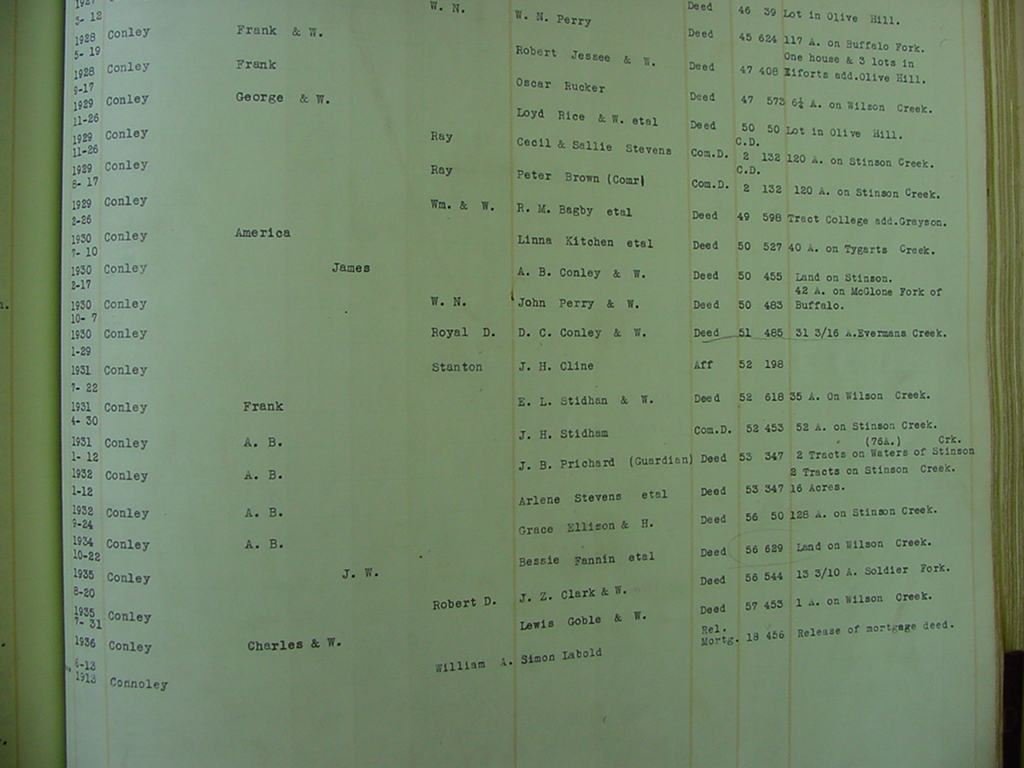 1927 W. N. W. N. Perry Deed 46 39 Lot in Olive Hill.
3- 12
1928 Conley Frank & W. Robert Jessee & W. Deed 45 624 117 A. on Buffalo Fork.
5- 19 One house & 3 lots in
1928 Conley Frank Oscar Rucker Deed 47 408 Kiforts add.Olive Hill.
9-17
1929 Conley George & W. Loyd Rice & W. etal Deed 47 573 6¼ A. on Wilson Creek.
11-26
1929 Conley Ray Cecil & Sallie Stevens Deed 50 50 Lot in Olive Hill.
11-26 C.D.
1929 Conley Ray Peter Brown (Comr) Com.D. 2 132 120 A. on Stinson Creek.
8- 17 C.D.
Com.D. 2 132 120 A. on Stinson Creek.
1929 Conley Wm. & W. R. M. Bagby etal Deed 49 598 Tract College add.Grayson.
2-26
1930 Conley America Linna Kitchen etal Deed 50 527 40 A. on Tygarts Creek.
7- 10
1930 Conley James A. B. Conley & W. Deed 50 455 Land on Stinson.
2-17 42 A. on McGlone Fork of
1930 Conley W. N. John Perry & W. Deed 50 483 Buffalo.
10- 7
1930 Conley Royal D. D. C. Conley & W. Deed 51 485 31 3/16 A.Evermans Creek.
1-29
1931 Conley Stanton J. H. Cline Aff 52 198
7- 22
1931 Conley Frank E. L. Stidhan & W. Deed 52 618 35 A. On Wilson Creek.
4- 30
1931 Conley A. B. J. H. Stidham Com.D. 52 453 52 A. on Stinson Creek.
1- 12 (76A.) Crk.
1932 Conley A. B. J. B. Prichard (Guardian) Deed 53 347 2 Tracts on Waters of Stinson
1-12 2 Tracts on Stinson Creek.
1932 Conley A. B. Arlene Stevens etal Deed 53 347 16 Acres.
9-24
1934 Conley A. B. Grace Ellison & H. Deed 56 50 128 A. on Stinson Creek.
10-22
1935 Conley J. W. Bessie Fannin etal Deed 56 629 Land on Wilson Creek.
8-20
1935 Conley Robert D. J. Z. Clark & W. Deed 56 544 13 3/10 A. Soldier Fork.
7- 31
1936 Conley Charles & W. Lewis Goble & W. Deed 57 453 1 A. on Wilson Creek.
6-13 Rel.
1913 Connoley William A. Simon Labold Mortg. 18 456 Release of mortgage deed.